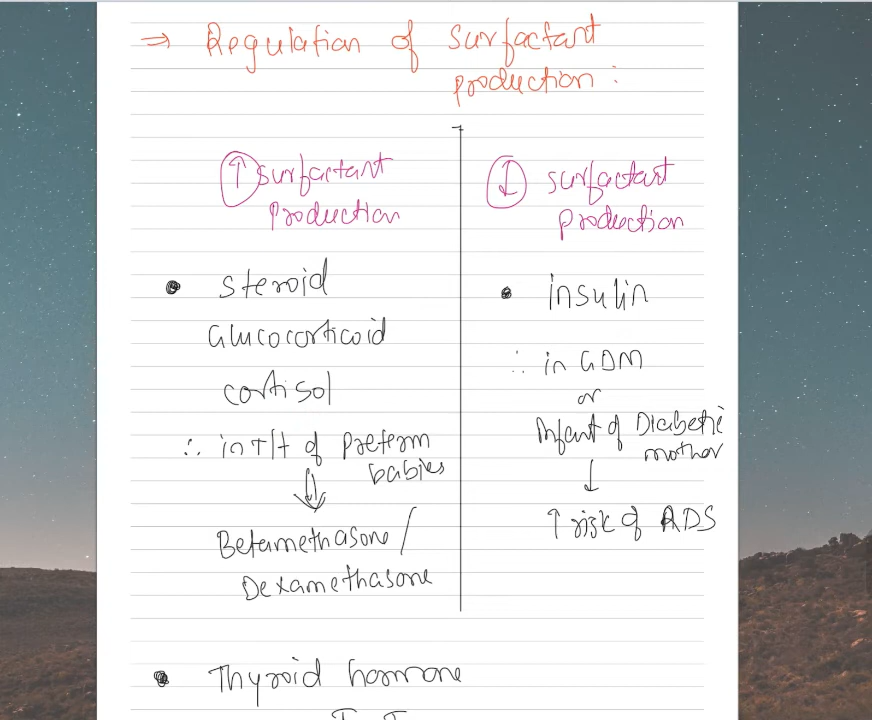 ⇒ Regulation of surfactant
production :
↑ surfactant
production
• steroid
Glucocorticoid
cortisol
∴ in T/t of Preterm
babies
⇓
Betamethasone /
Dexamethasone
↓ surfactant
production
• insulin
∴ in GDM
or
Infant of Diabetic
mother
↓
↑ risk of RDS
• Thyroid hormone